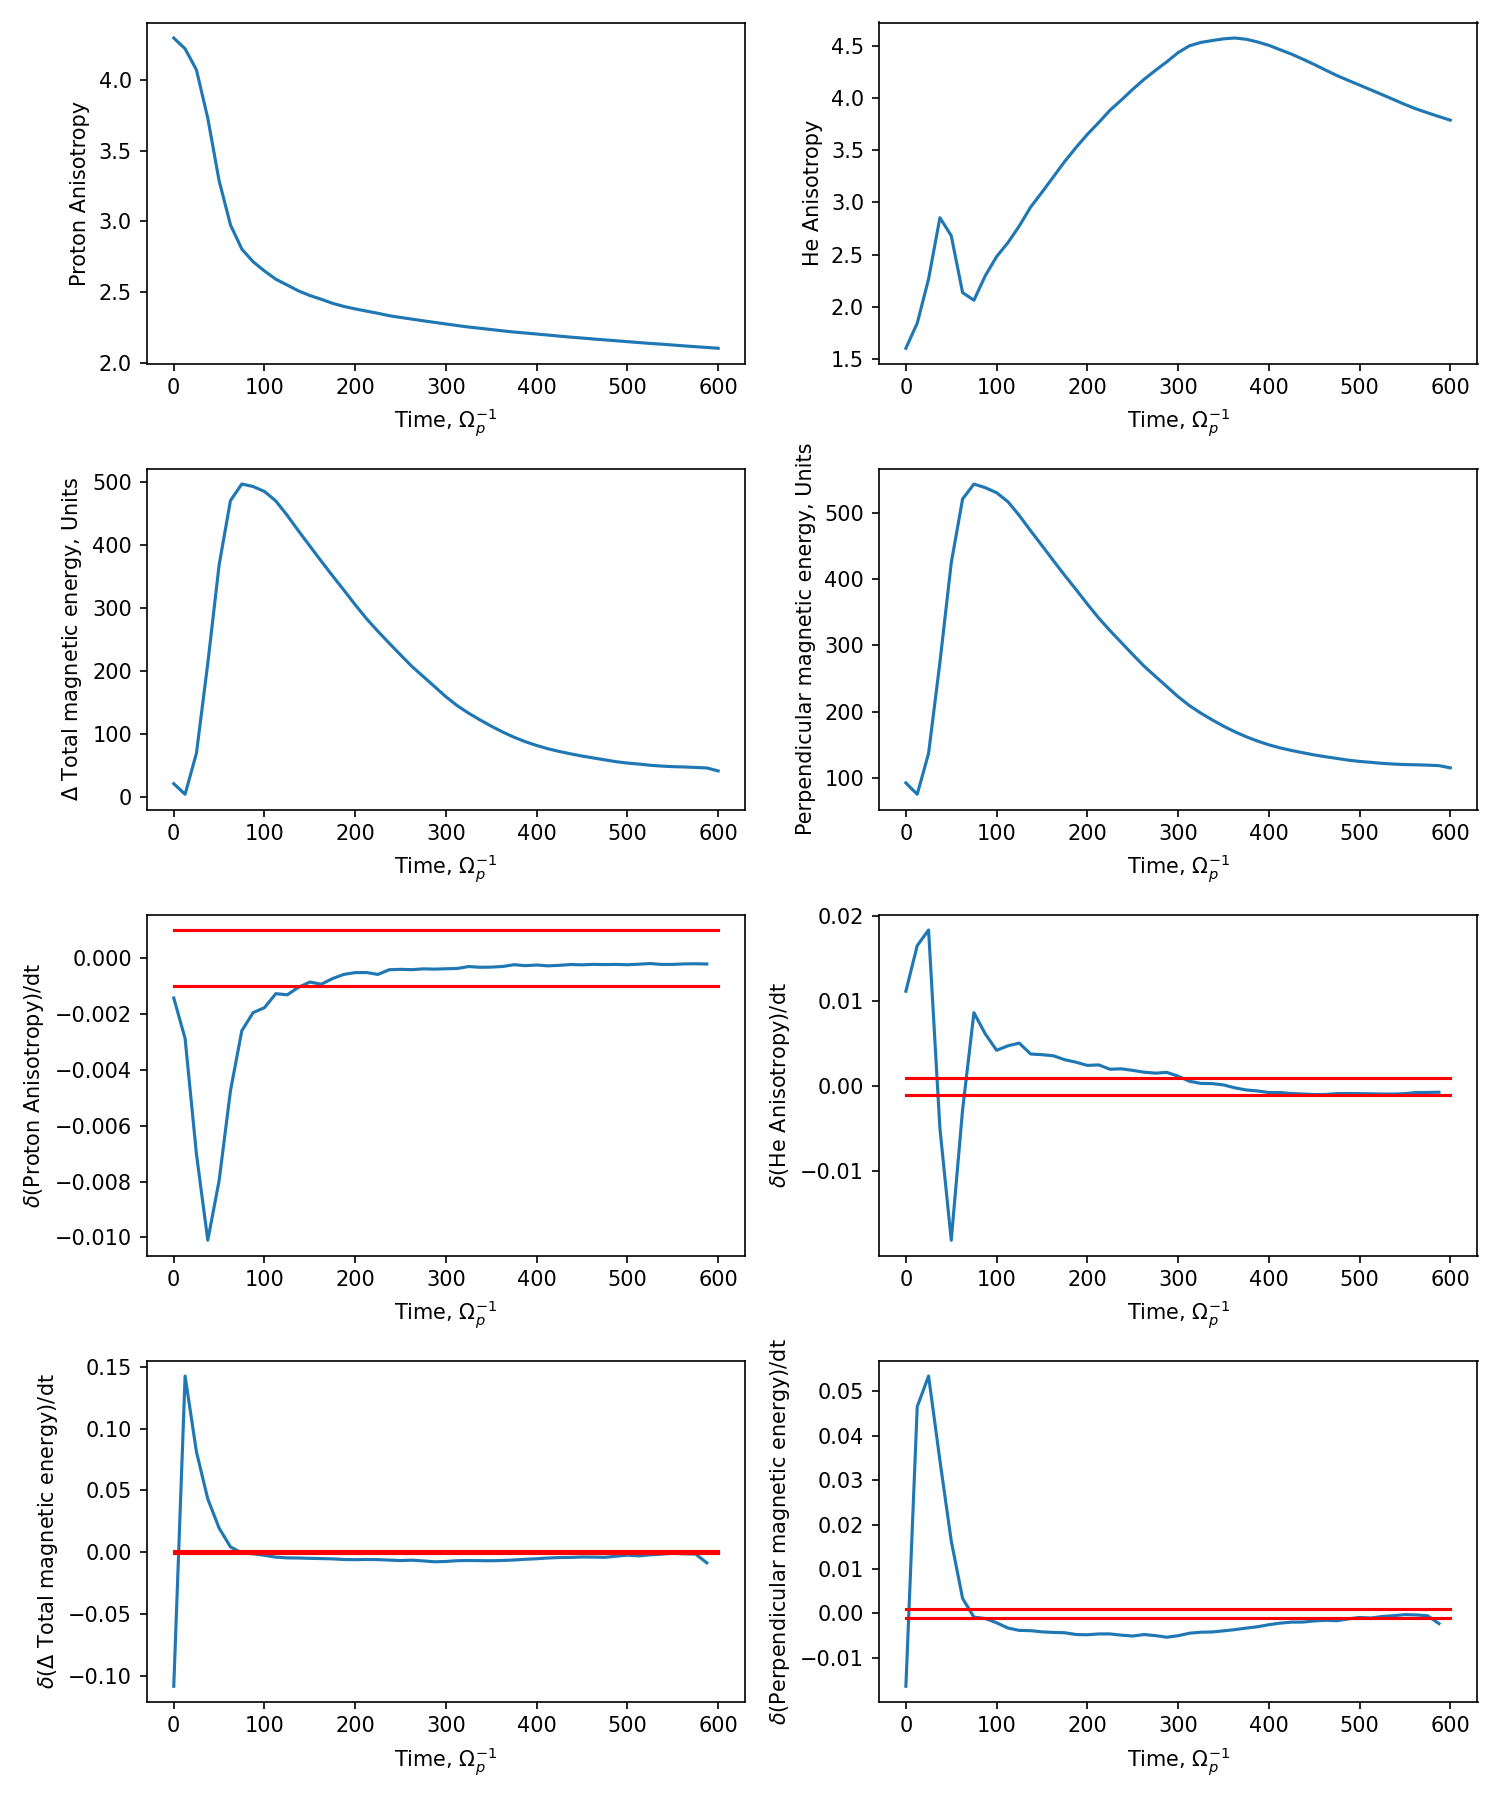 Proton Anisotropy
4.0
3.5
3.0
2.5
2.0
0 100 200 300 400 500 600
Time, Ω_p^{−1}
He Anisotropy
4.5
4.0
3.5
3.0
2.5
2.0
1.5
0 100 200 300 400 500 600
Time, Ω_p^{−1}
Δ Total magnetic energy, Units
500
400
300
200
100
0
0 100 200 300 400 500 600
Time, Ω_p^{−1}
Perpendicular magnetic energy, Units
500
400
300
200
100
0 100 200 300 400 500 600
Time, Ω_p^{−1}
δ(Proton Anisotropy)/dt
0.000
−0.002
−0.004
−0.006
−0.008
−0.010
0 100 200 300 400 500 600
Time, Ω_p^{−1}
δ(He Anisotropy)/dt
0.02
0.01
0.00
−0.01
0 100 200 300 400 500 600
Time, Ω_p^{−1}
δ(Δ Total magnetic energy)/dt
0.15
0.10
0.05
0.00
−0.05
−0.10
0 100 200 300 400 500 600
Time, Ω_p^{−1}
δ(Perpendicular magnetic energy)/dt
0.05
0.04
0.03
0.02
0.01
0.00
−0.01
0 100 200 300 400 500 600
Time, Ω_p^{−1}